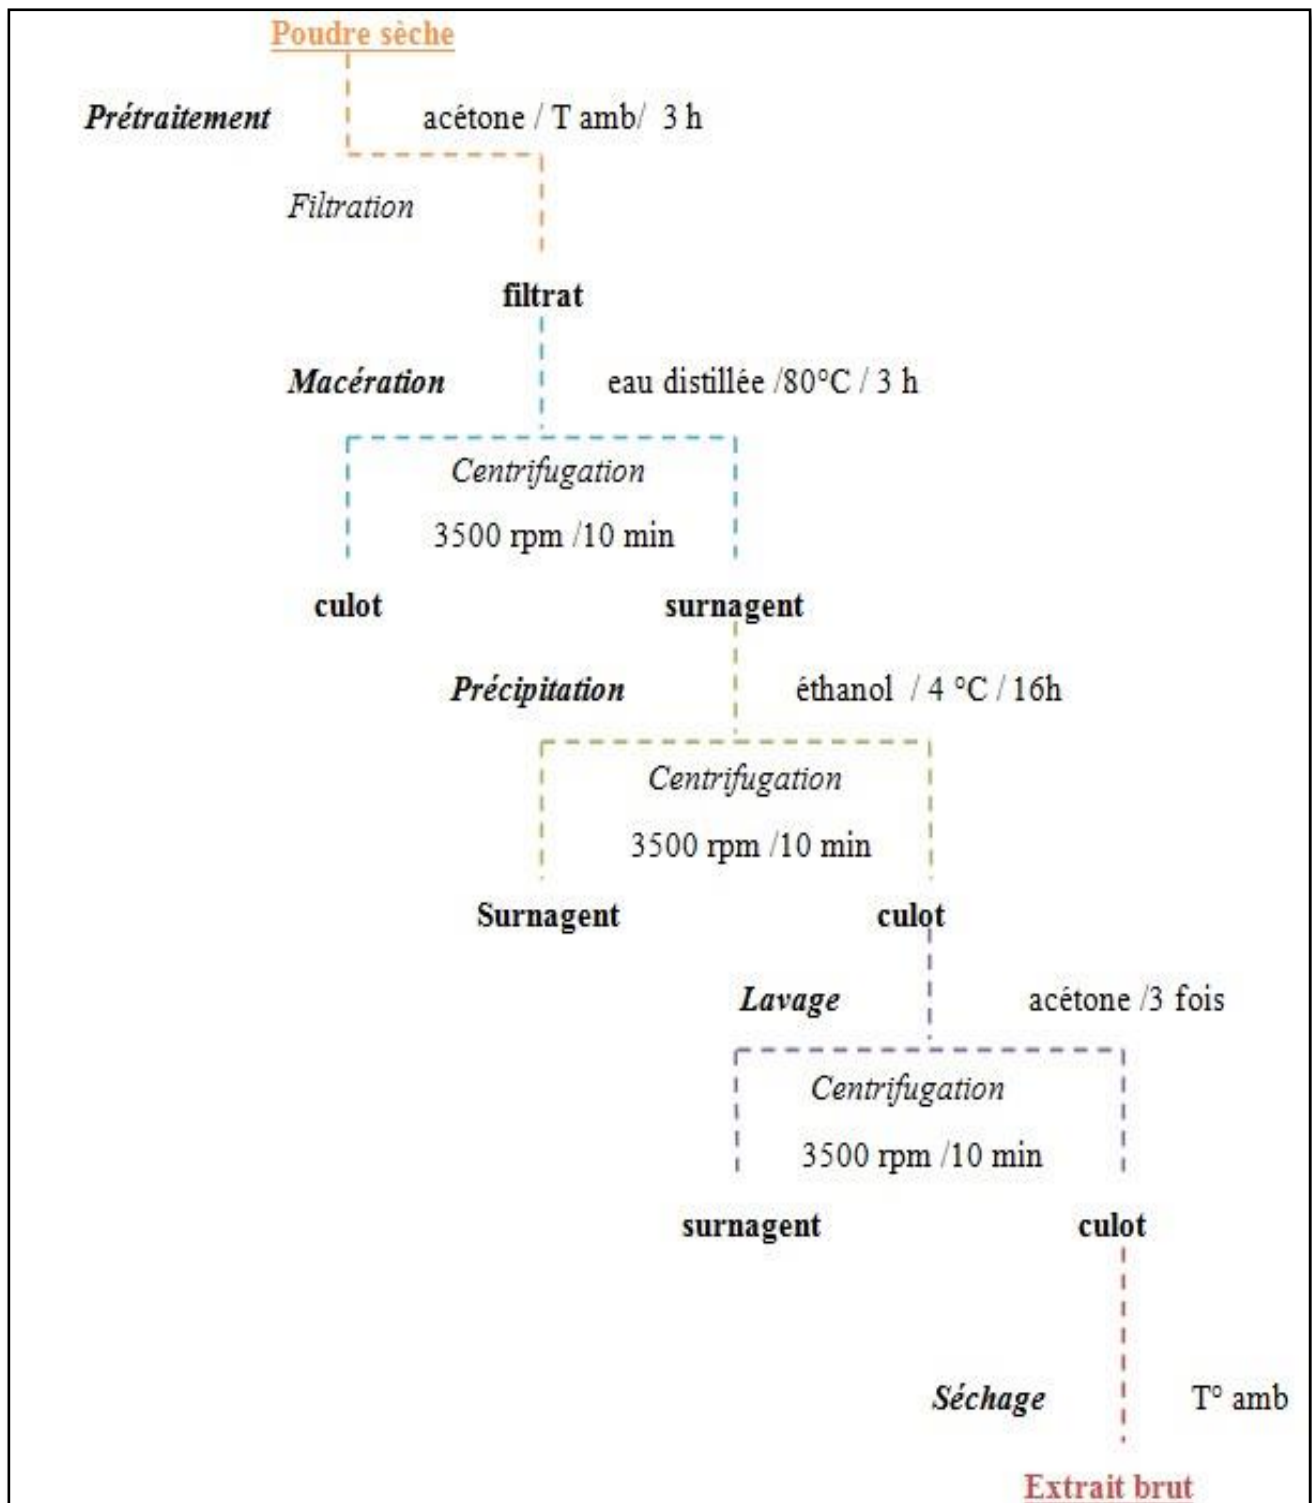 Poudre sèche
Prétraitement acétone / T amb/ 3 h
Filtration
filtrat
Macération eau distillée /80°C / 3 h
Centrifugation
3500 rpm /10 min
culot surnagent
Précipitation éthanol / 4 °C / 16h
Centrifugation
3500 rpm /10 min
Surnagent culot
Lavage acétone /3 fois
Centrifugation
3500 rpm /10 min
surnagent culot
Séchage T° amb
Extrait brut